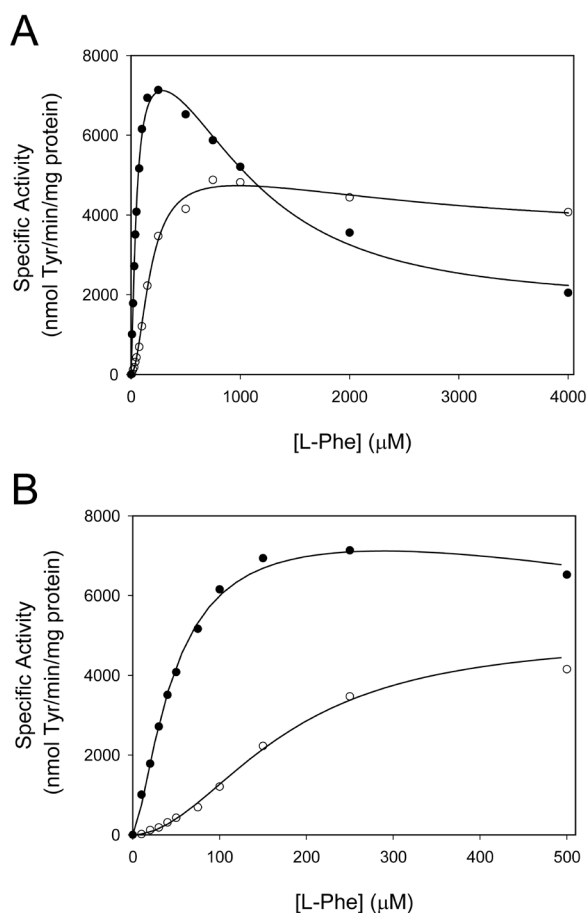 A
8000
6000
4000
2000
0
Specific Activity
(nmol Tyr/min/mg protein)
0
1000
2000
3000
4000
[L-Phe] (μM)
B
8000
6000
4000
2000
0
Specific Activity
(nmol Tyr/min/mg protein)
0
100
200
300
400
500
[L-Phe] (μM)